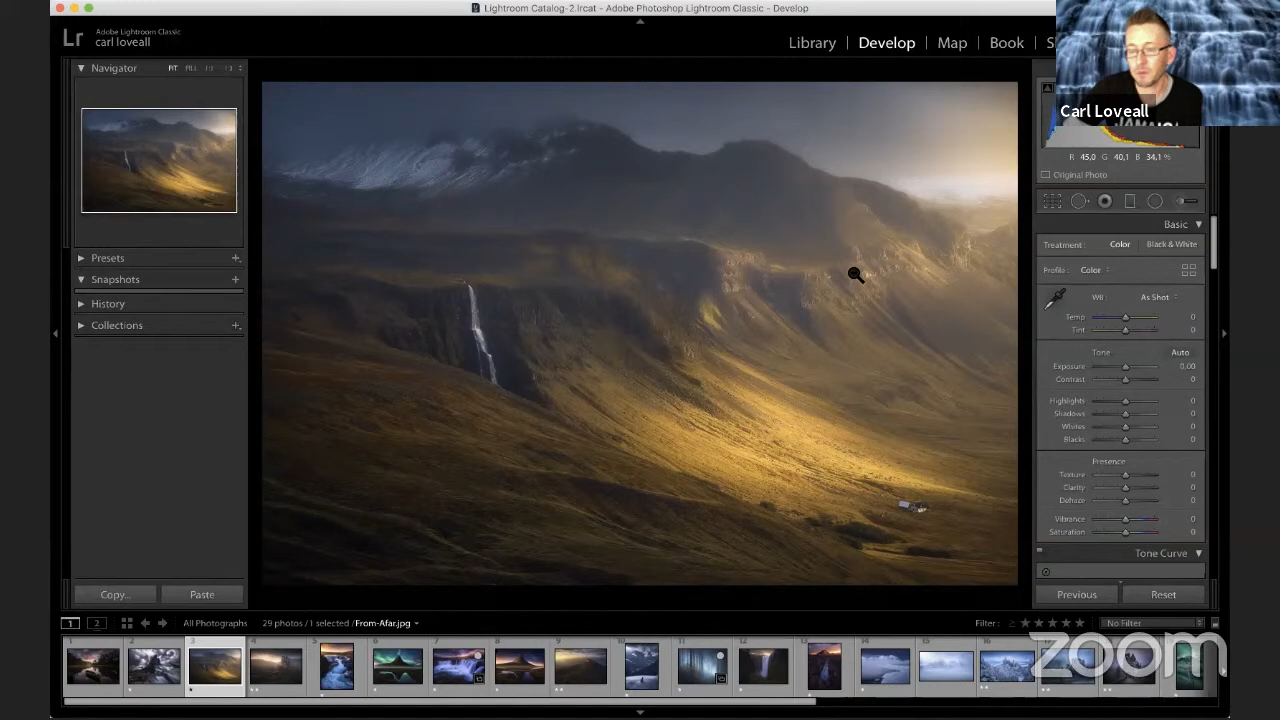 Lightroom Catalog-2.lrcat - Adobe Photoshop Lightroom Classic - Develop
Lr
Adobe Lightroom Classic
carl loveall
Library
Develop
Map
Book
Carl Loveall
Navigator
FIT
Presets
Snapshots
History
Collections
R 45,0 G 40,1 B 34,1 %
Original Photo
Basic
Treatment: Color Black & White
Profile: Color
WB: As Shot
Temp 0
Tint 0
Tone Auto
Exposure 0,00
Contrast 0
Highlights 0
Shadows 0
Whites 0
Blacks 0
Presence
Texture 0
Clarity 0
Dehaze 0
Vibrance 0
Saturation 0
Tone Curve
Copy... Paste
Previous Reset
1 2 All Photographs 29 photos / 1 selected / From-Afar.jpg
Filter: No Filter
zoom